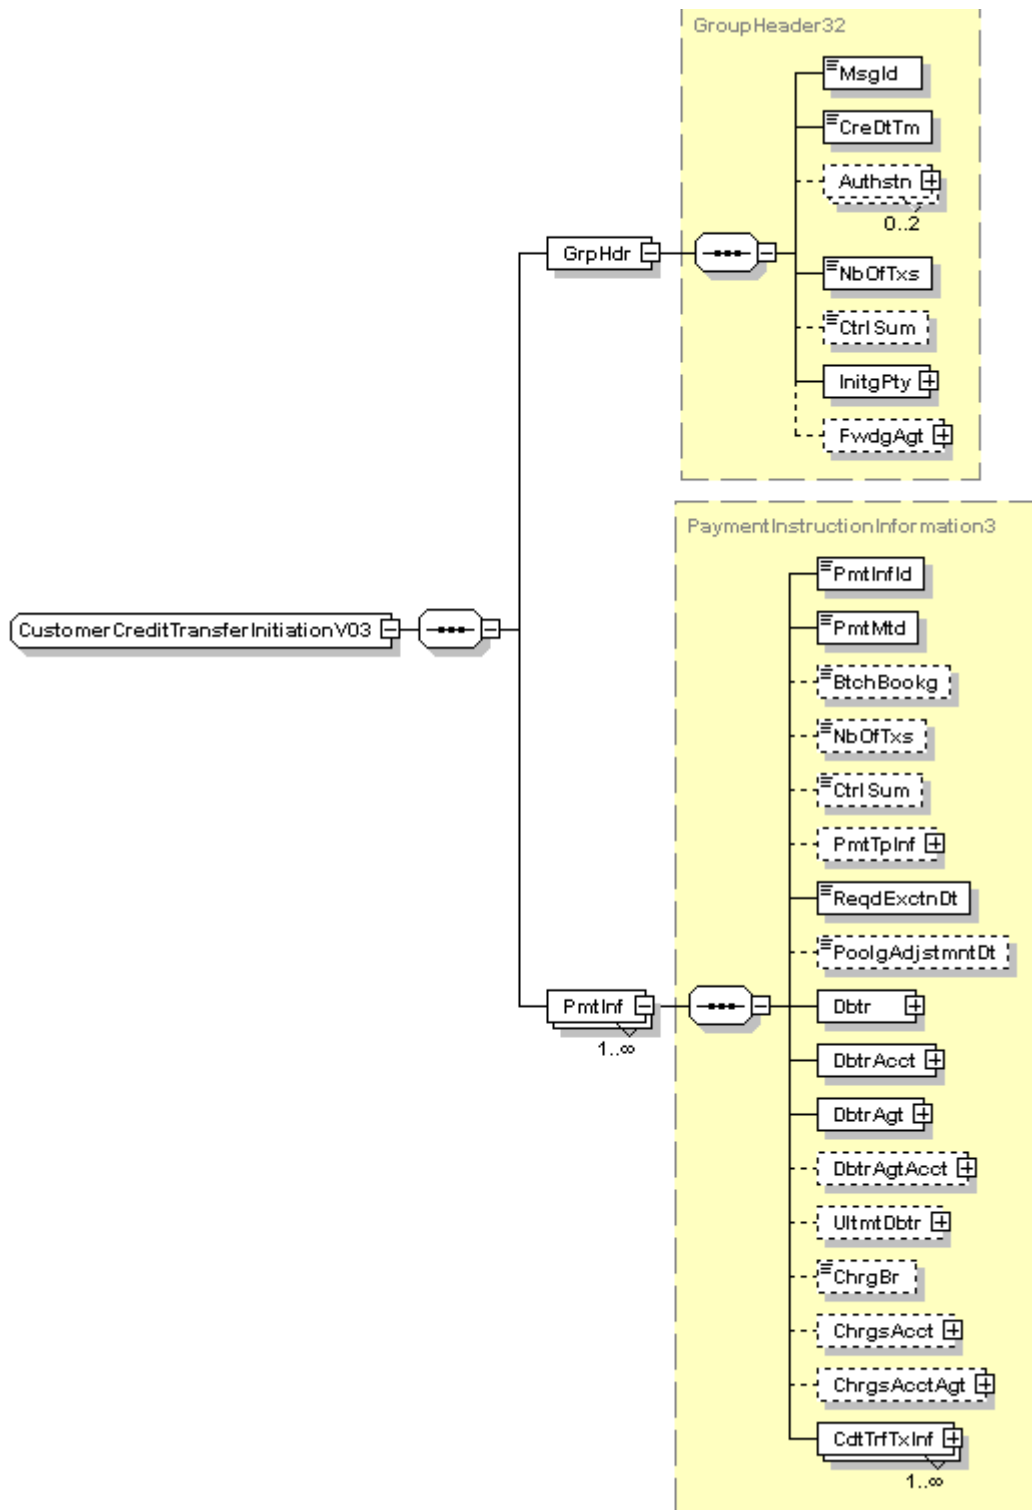 GroupHeader32
MsgId
CreDtTm
Authstn
0..2
GrpHdr
NbOfTxs
CtrlSum
InitgPty
FwdgAgt
PaymentInstructionInformation3
PmtInfId
CustomerCreditTransferInitiationV03
PmtMtd
BtchBookg
NbOfTxs
CtrlSum
PmtTpInf
ReqdExctnDt
PoolgAdjstmntDt
PmtInf
1..∞
Dbtr
DbtrAcct
DbtrAgt
DbtrAgtAcct
UltmtDbtr
ChrgBr
ChrgsAcct
ChrgsAcctAgt
CdtTrfTxInf
1..∞